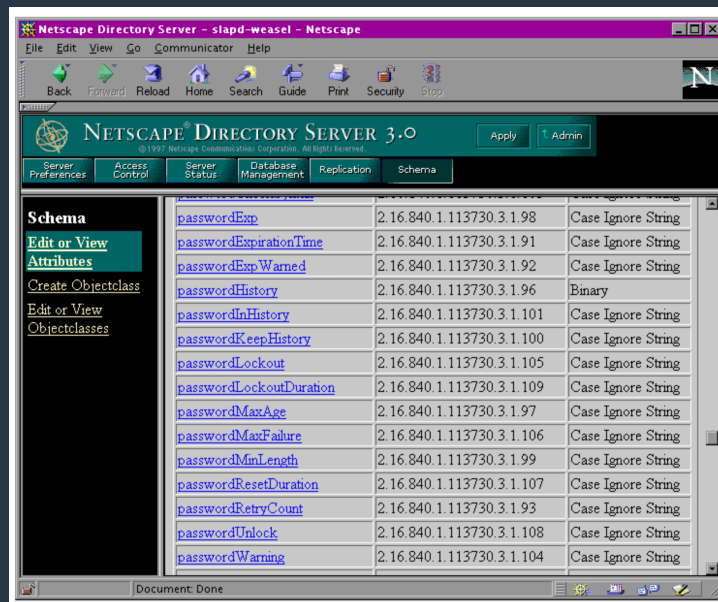 Netscape Directory Server - slapd-weasel - Netscape
File Edit View Go Communicator Help
Back Forward Reload Home Search Guide Print Security Stop
N
NETSCAPE® DIRECTORY SERVER 3.0
©1997 Netscape Communications Corporation. All Rights Reserved.
Apply Admin
Server Preferences Access Control Server Status Database Management Replication Schema
Schema
Edit or View
Attributes
Create Objectclass
Edit or View
Objectclasses
passwordExp 2.16.840.1.113730.3.1.98 Case Ignore String
passwordExpirationTime 2.16.840.1.113730.3.1.91 Case Ignore String
passwordExpWarned 2.16.840.1.113730.3.1.92 Case Ignore String
passwordHistory 2.16.840.1.113730.3.1.96 Binary
passwordInHistory 2.16.840.1.113730.3.1.101 Case Ignore String
passwordKeepHistory 2.16.840.1.113730.3.1.100 Case Ignore String
passwordLockout 2.16.840.1.113730.3.1.105 Case Ignore String
passwordLockoutDuration 2.16.840.1.113730.3.1.109 Case Ignore String
passwordMaxAge 2.16.840.1.113730.3.1.97 Case Ignore String
passwordMaxFailure 2.16.840.1.113730.3.1.106 Case Ignore String
passwordMinLength 2.16.840.1.113730.3.1.99 Case Ignore String
passwordResetDuration 2.16.840.1.113730.3.1.107 Case Ignore String
passwordRetryCount 2.16.840.1.113730.3.1.93 Case Ignore String
passwordUnlock 2.16.840.1.113730.3.1.108 Case Ignore String
passwordWarning 2.16.840.1.113730.3.1.104 Case Ignore String
Document: Done